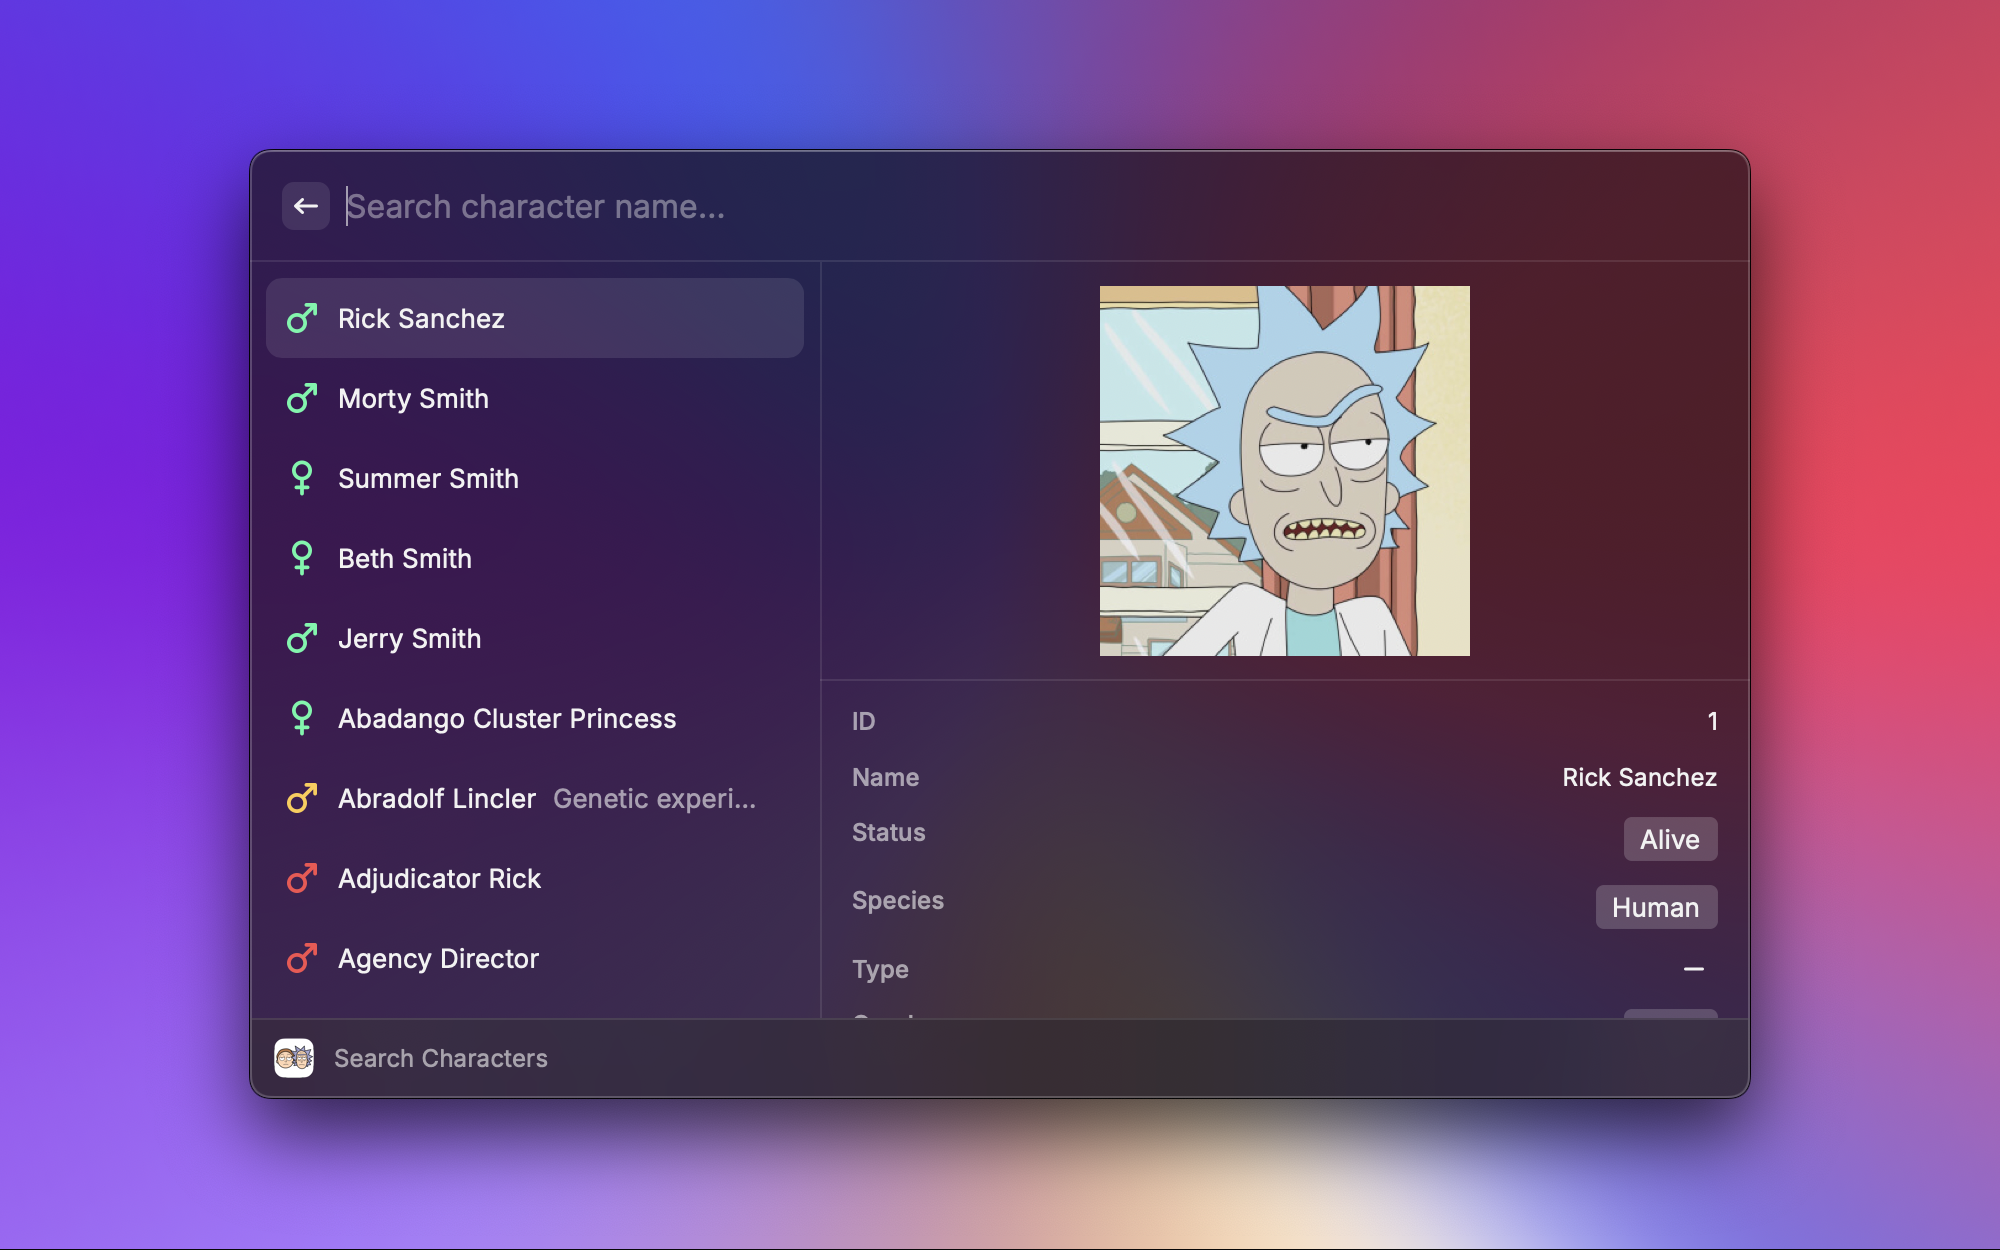 Search character name...
Rick Sanchez
Morty Smith
Summer Smith
Beth Smith
Jerry Smith
Abadango Cluster Princess
Abradolf Lincler Genetic experi...
Adjudicator Rick
Agency Director
ID 1
Name Rick Sanchez
Status Alive
Species Human
Type —
Search Characters